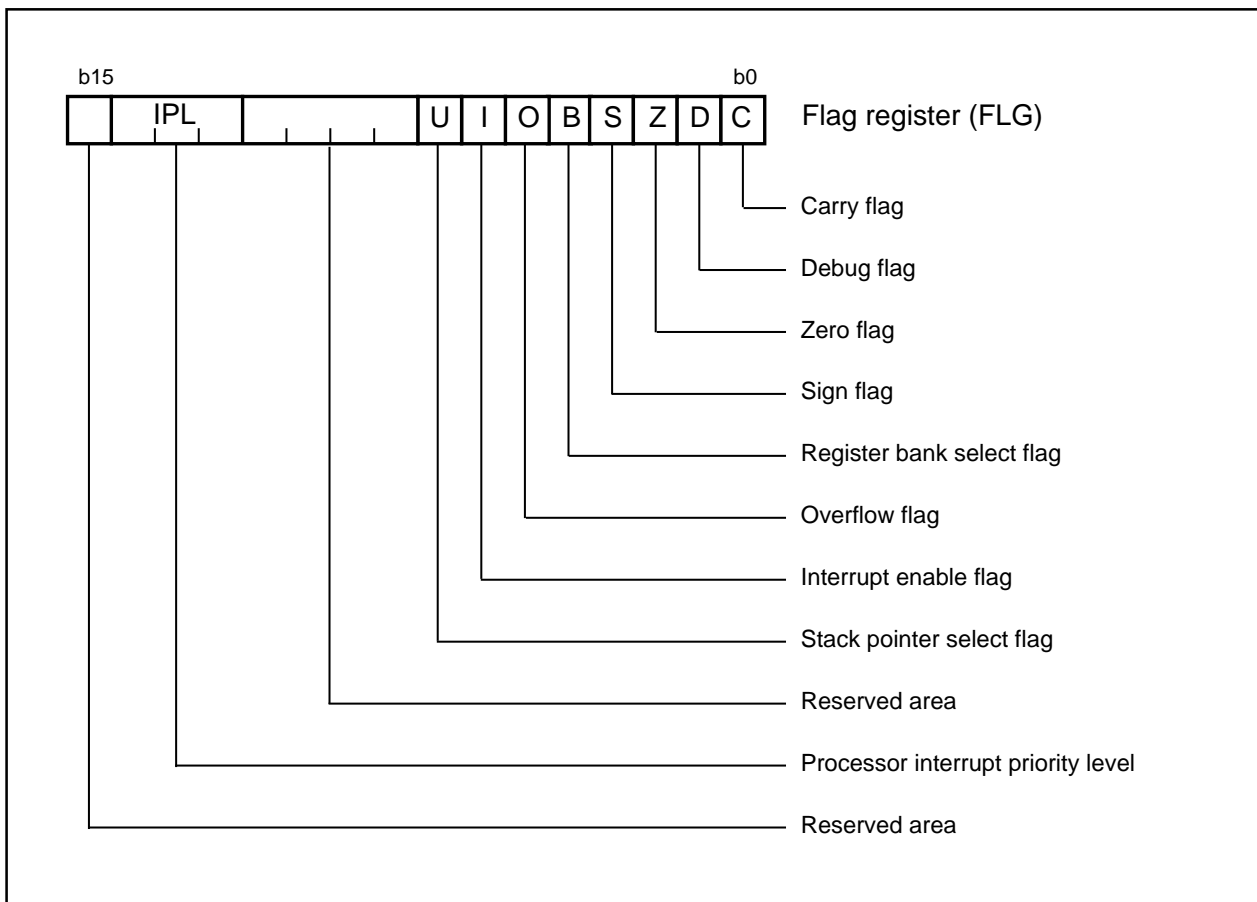 b15 b0
IPL U I O B S Z D C Flag register (FLG)
Carry flag
Debug flag
Zero flag
Sign flag
Register bank select flag
Overflow flag
Interrupt enable flag
Stack pointer select flag
Reserved area
Processor interrupt priority level
Reserved area